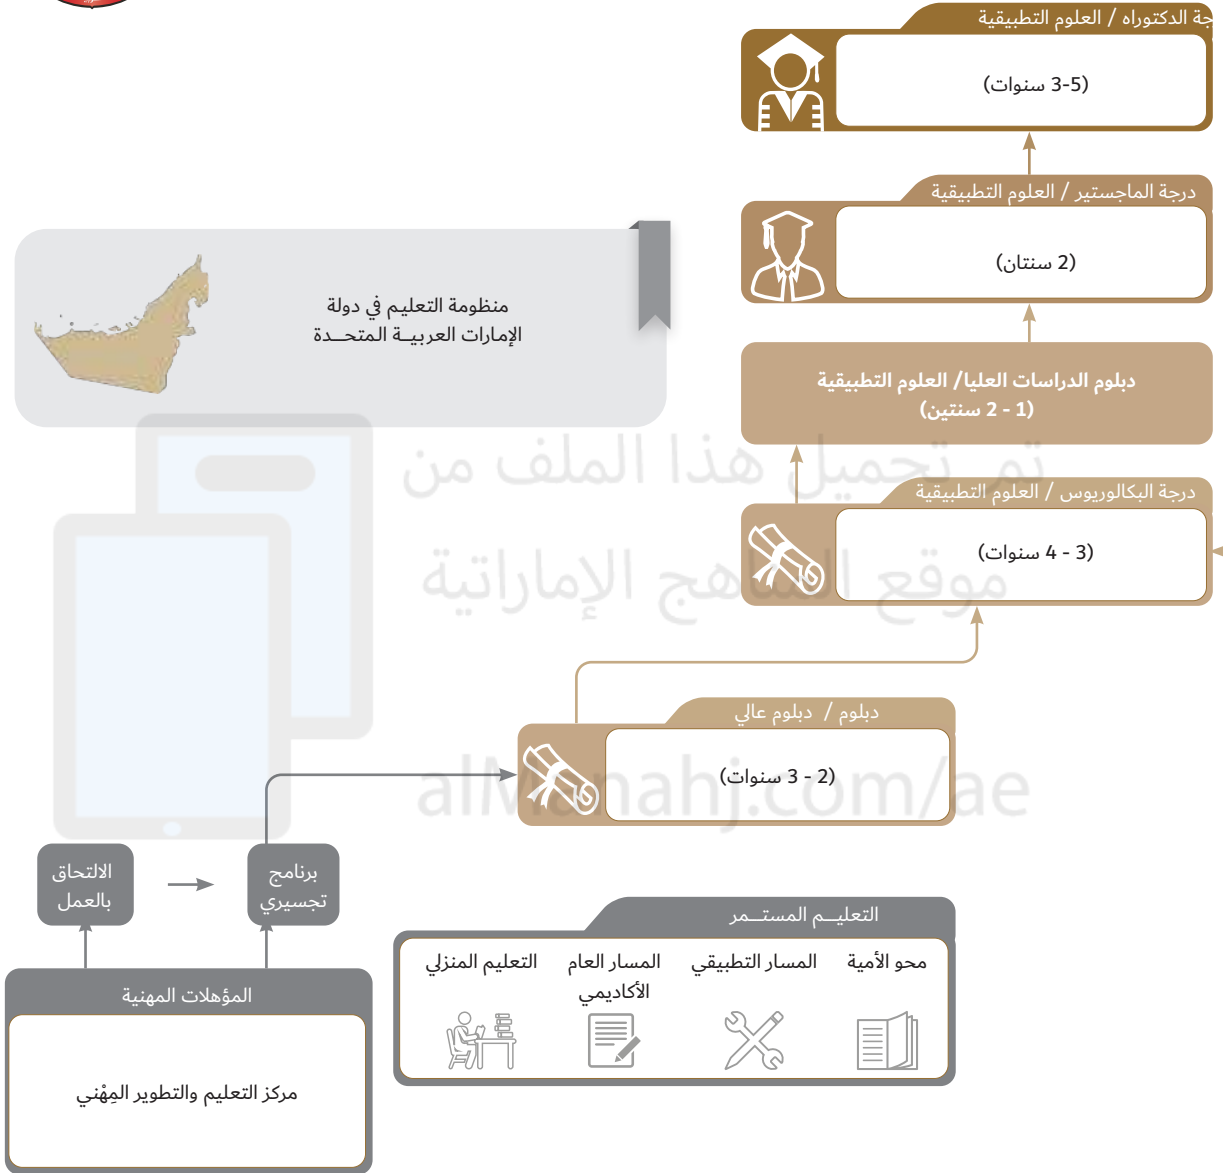 جة الدكتوراه / العلوم التطبيقية
(3-5 سنوات)
درجة الماجستير / العلوم التطبيقية
(2 سنتان)
منظومة التعليم في دولة
الإمارات العربيــة المتحــدة
دبلوم الدراسات العليا/ العلوم التطبيقية
(1 - 2 سنتين)
تم تحميل هذا الملف من
درجة البكالوريوس / العلوم التطبيقية
(3 - 4 سنوات)
موقع المناهج الإماراتية
دبلوم / دبلوم عالي
(2 - 3 سنوات)
alManahj.com/ae
برنامج
تجسيري
الالتحاق
بالعمل
التعليــم المستــمر
محو الأمية
المسار التطبيقي
المسار العام
الأكاديمي
التعليم المنزلي
المؤهلات المهنية
مركز التعليم والتطوير المِهْني